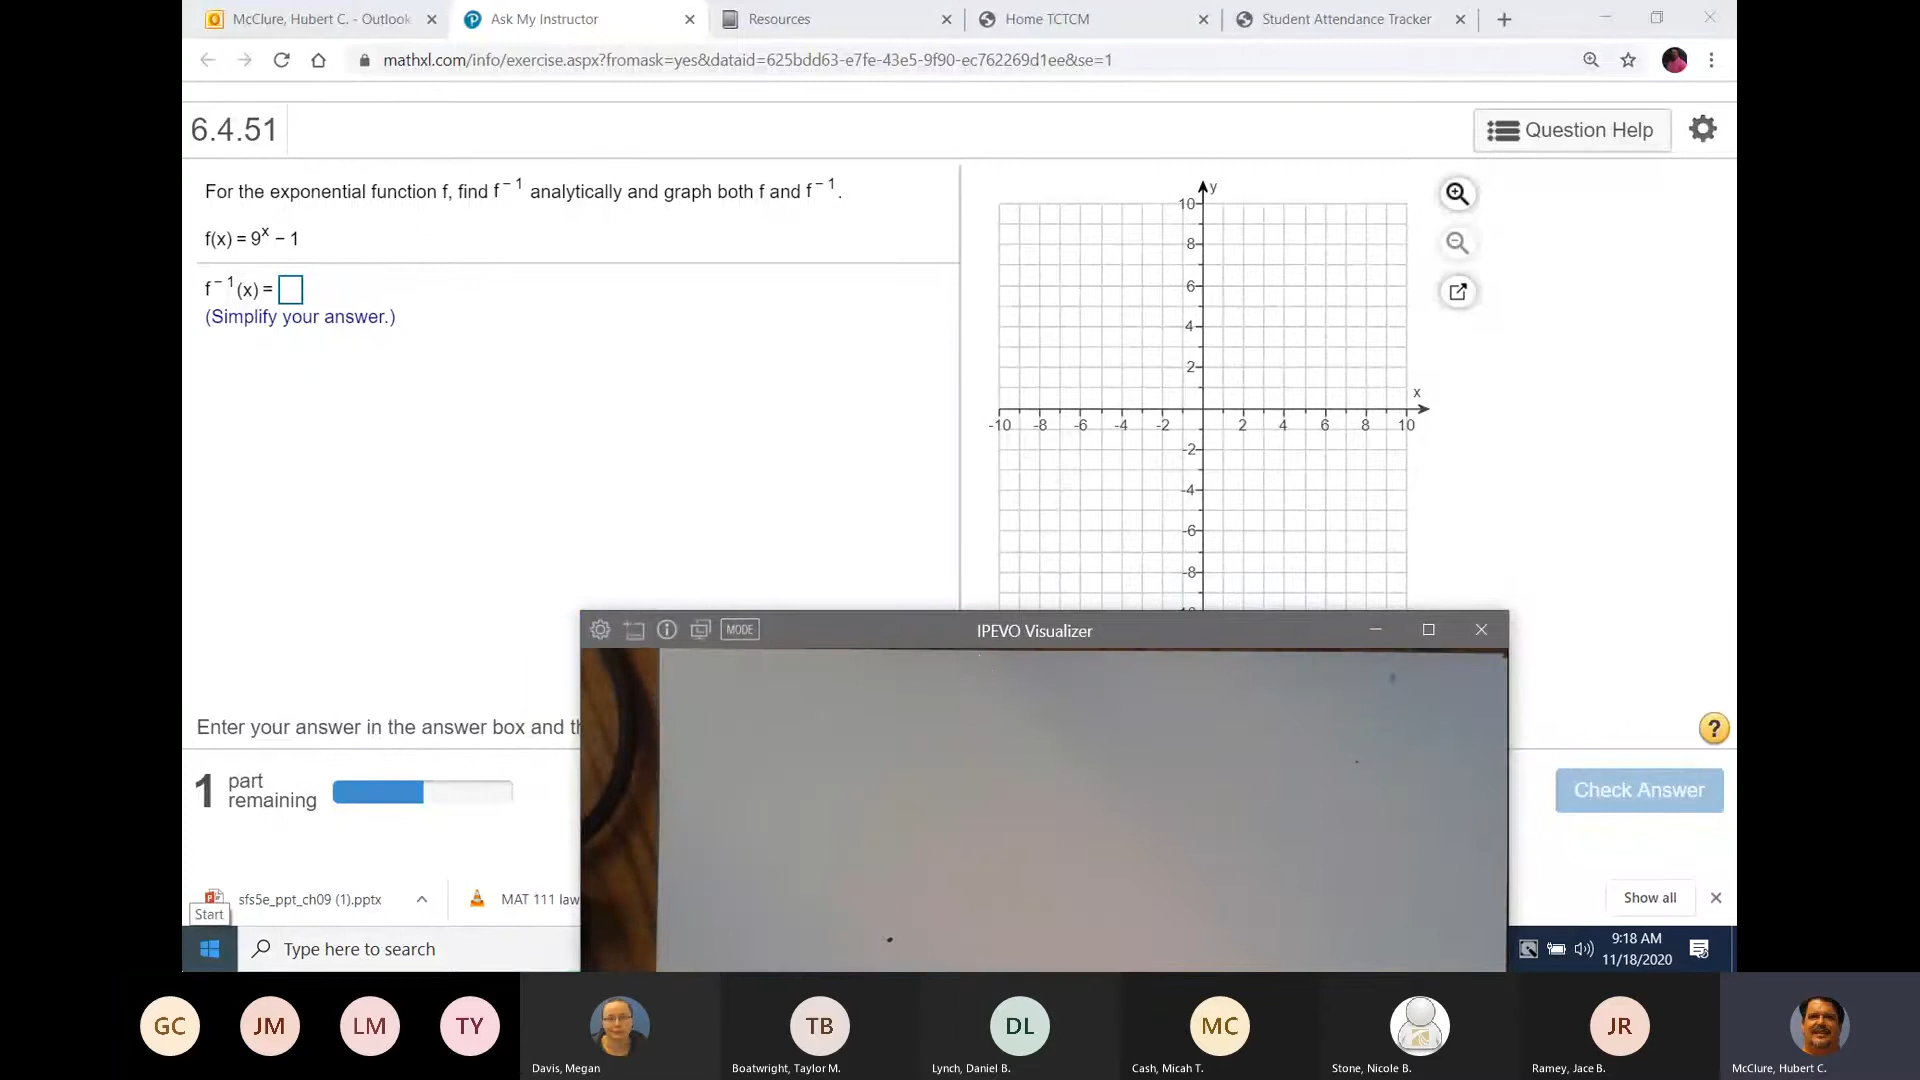 McClure, Hubert C. - Outlook
Ask My Instructor
Resources
Home TCTCM
Student Attendance Tracker
mathxl.com/info/exercise.aspx?fromask=yes&dataid=625bdd63-e7fe-43e5-9f90-ec762269d1ee&se=1
6.4.51
Question Help
For the exponential function f, find f⁻¹ analytically and graph both f and f⁻¹.
f(x) = 9ˣ − 1
f⁻¹(x) =
(Simplify your answer.)
y
10
8
6
4
2
x
-10 -8 -6 -4 -2 2 4 6 8 10
-2
-4
-6
-8
MODE
IPEVO Visualizer
Enter your answer in the answer box and
?
1 part remaining
Check Answer
sfs5e_ppt_ch09 (1).pptx
MAT 111 law
Show all
Start
Type here to search
9:18 AM
11/18/2020
GC
JM
LM
TY
TB
DL
MC
JR
Davis, Megan
Boatwright, Taylor M.
Lynch, Daniel B.
Cash, Micah T.
Stone, Nicole B.
Ramey, Jace B.
McClure, Hubert C.